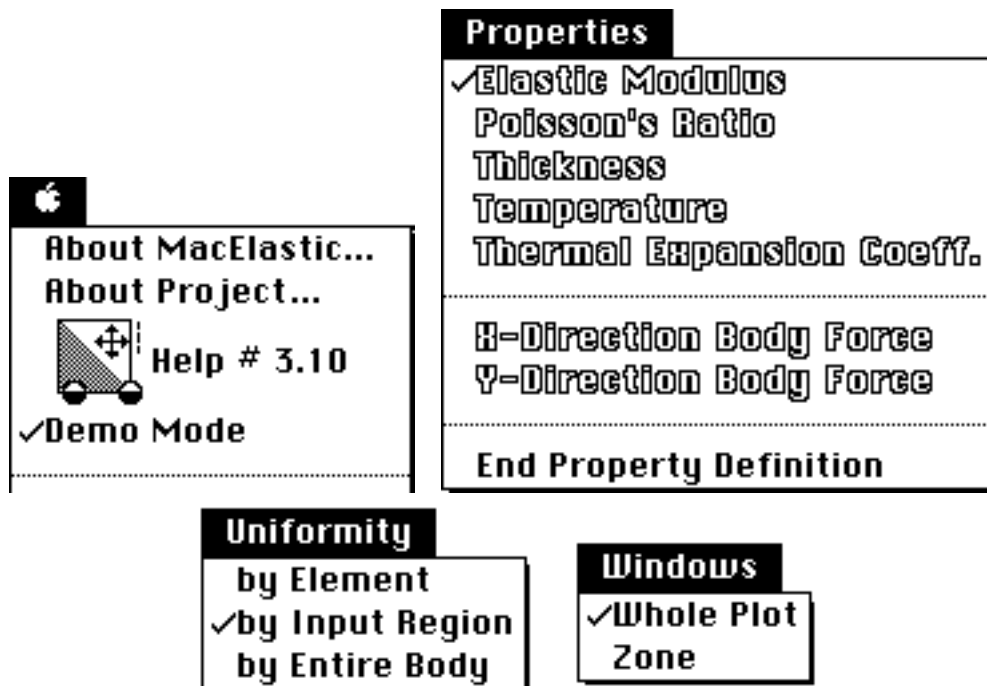 Properties
✓Elastic Modulus
Poisson's Ratio
Thickness
Temperature
Thermal Expansion Coeff.
X-Direction Body Force
Y-Direction Body Force
End Property Definition
About MacElastic...
About Project...
Help # 3.10
✓Demo Mode
Uniformity
by Element
✓by Input Region
by Entire Body
Windows
✓Whole Plot
Zone